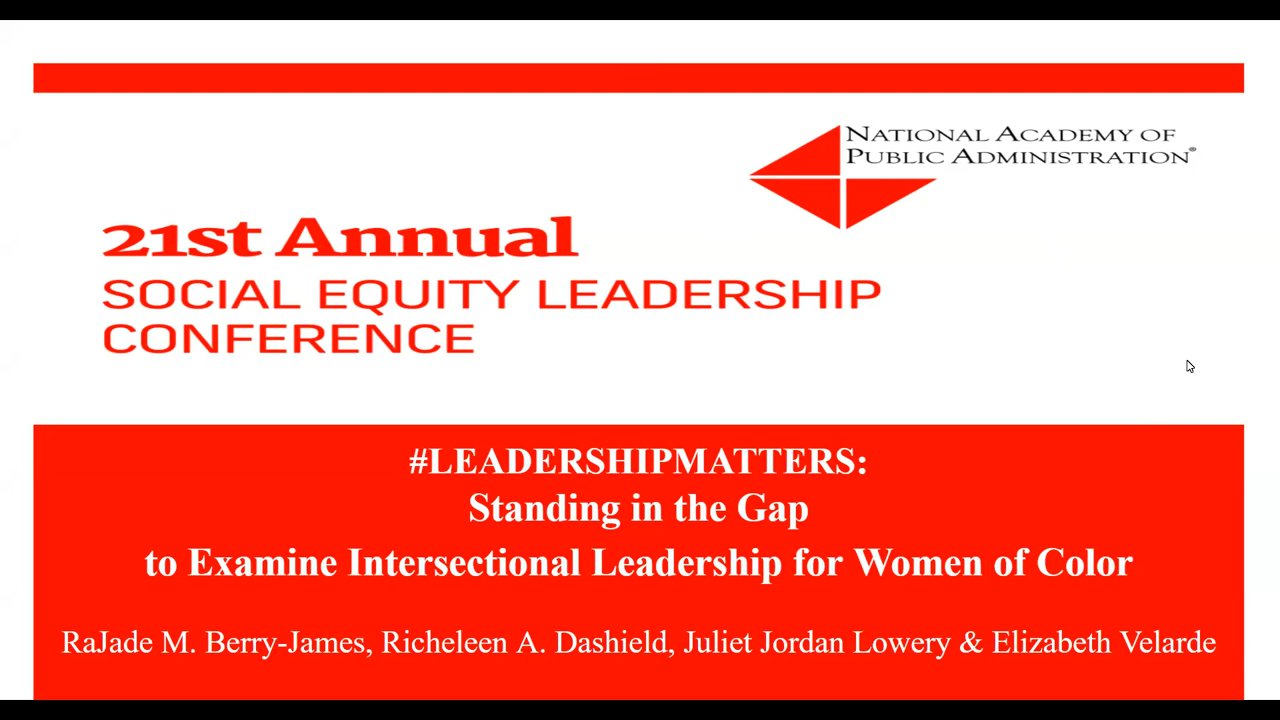 NATIONAL ACADEMY OF
PUBLIC ADMINISTRATION®
21st Annual
SOCIAL EQUITY LEADERSHIP
CONFERENCE
#LEADERSHIPMATTERS:
Standing in the Gap
to Examine Intersectional Leadership for Women of Color
RaJade M. Berry-James, Richeleen A. Dashield, Juliet Jordan Lowery & Elizabeth Velarde